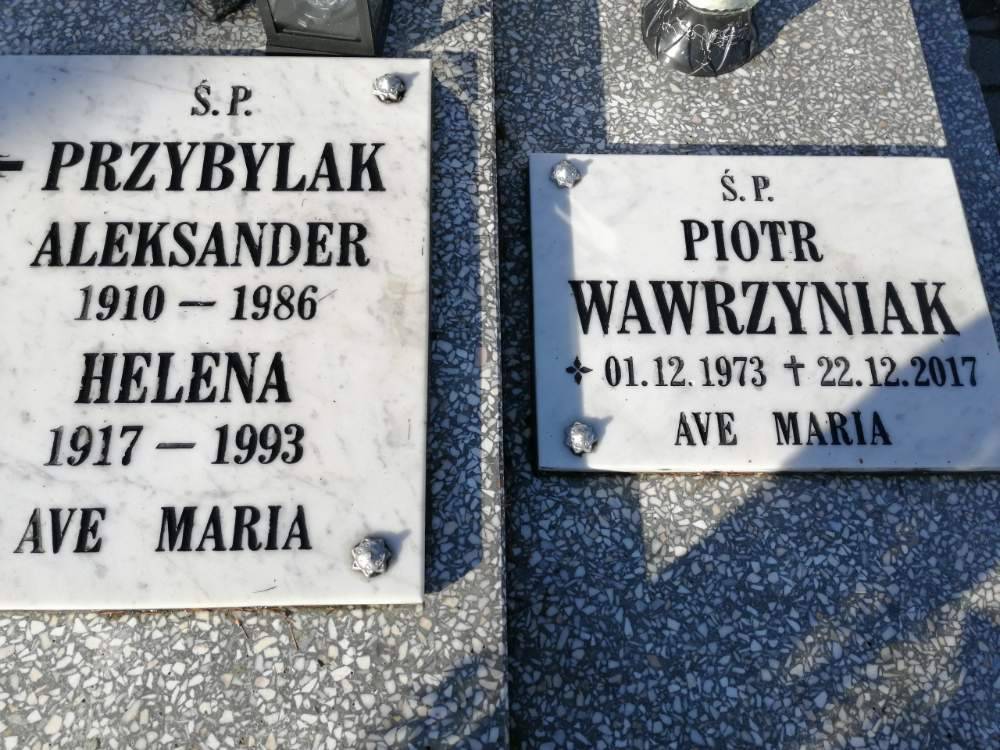 Ś. P.
PRZYBYLAK
ALEKSANDER
1910 – 1986
HELENA
1917 – 1993
AVE MARIA
Ś. P.
PIOTR
WAWRZYNIAK
01.12.1973 † 22.12.2017
AVE MARIA